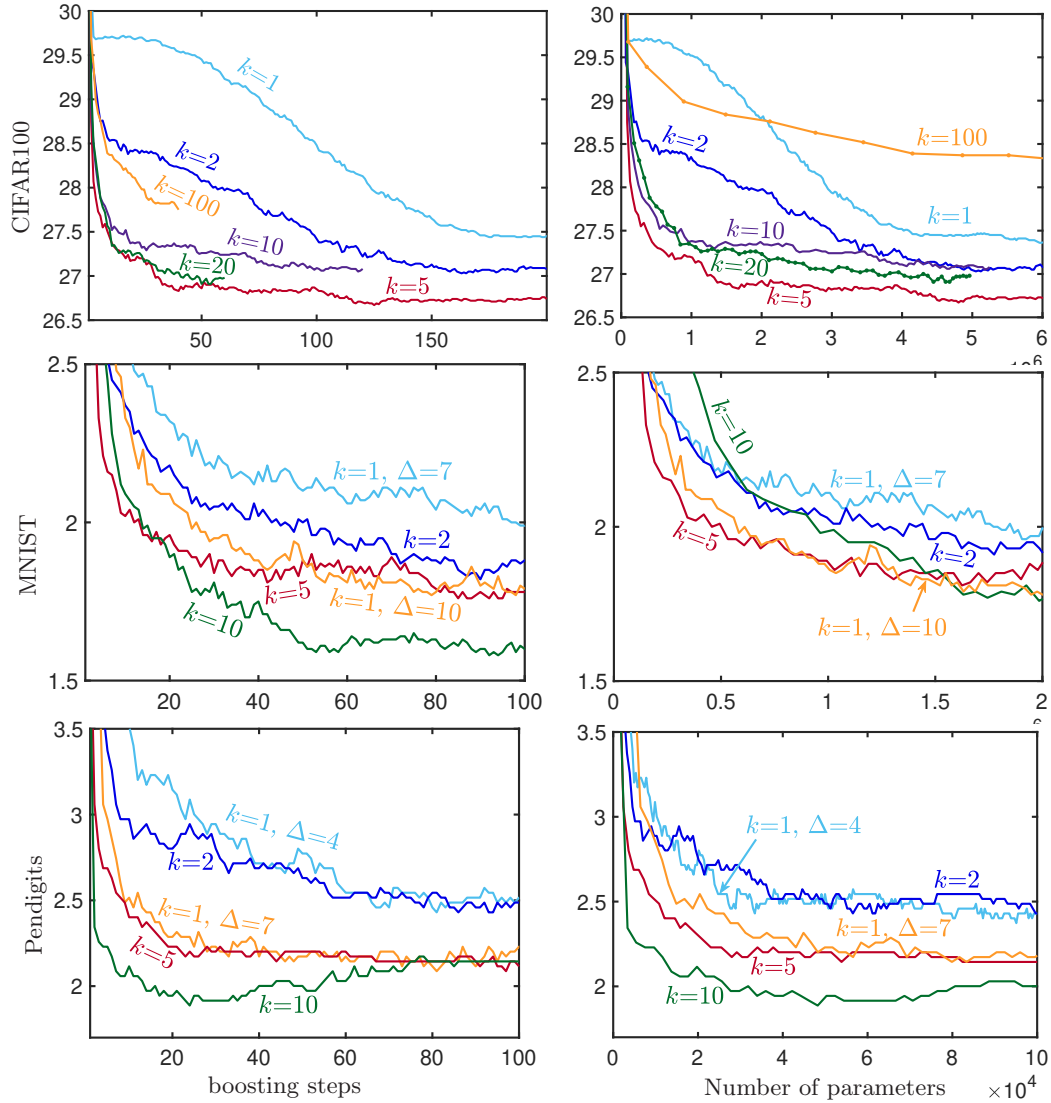 CIFAR100
30
29.5
29
28.5
28
27.5
27
26.5
50
100
150
k=1
k=2
k=100
k=10
k=20
k=5
30
29.5
29
28.5
28
27.5
27
26.5
0
1
2
3
4
5
6
k=100
k=2
k=1
k=10
k=20
k=5
MNIST
2.5
2
1.5
20
40
60
80
100
k=1, Δ=7
k=2
k=5
k=1, Δ=10
k=10
2.5
2
1.5
0
0.5
1
1.5
2
k=10
k=1, Δ=7
k=5
k=2
k=1, Δ=10
Pendigits
3.5
3
2.5
2
20
40
60
80
100
boosting steps
k=1, Δ=4
k=2
k=1, Δ=7
k=5
k=10
3.5
3
2.5
2
0
2
4
6
8
10
Number of parameters
×10⁴
k=1, Δ=4
k=2
k=1, Δ=7
k=5
k=10